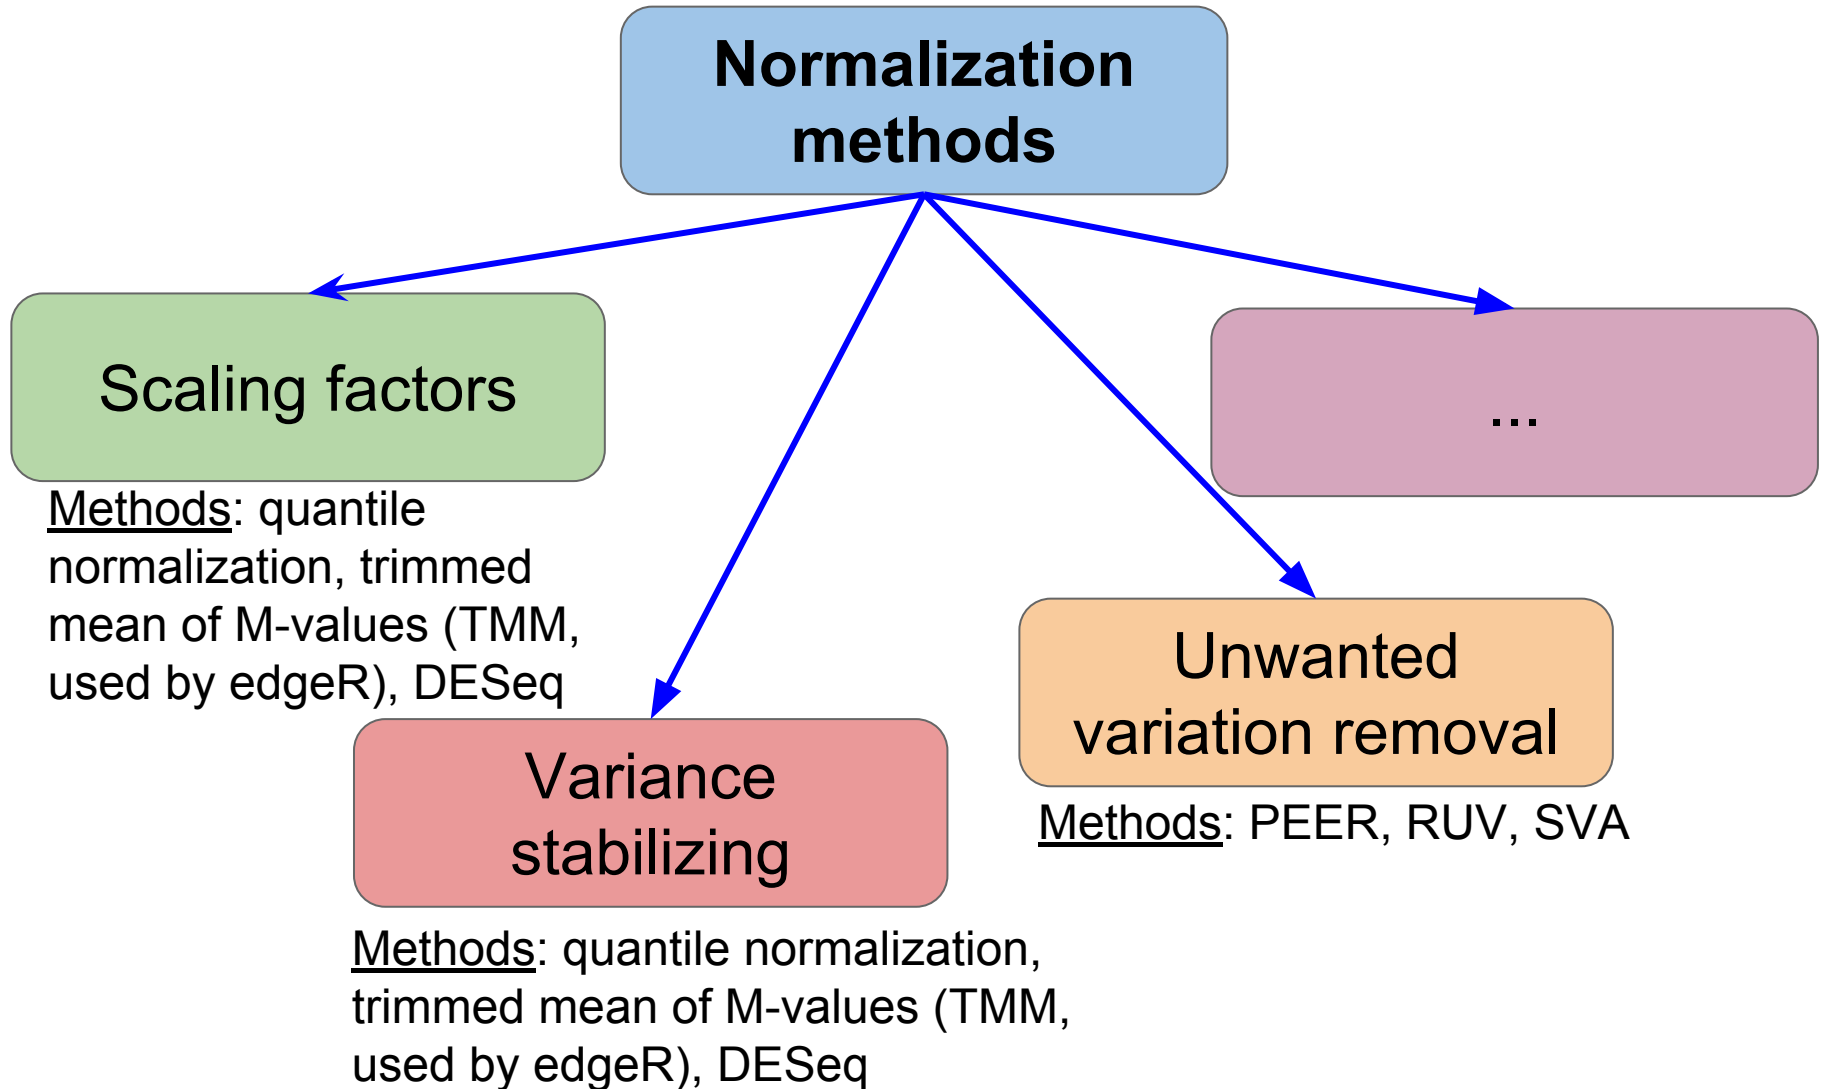 Normalization
methods
Scaling factors
Methods: quantile
normalization, trimmed
mean of M-values (TMM,
used by edgeR), DESeq
...
Unwanted
variation removal
Methods: PEER, RUV, SVA
Variance
stabilizing
Methods: quantile normalization,
trimmed mean of M-values (TMM,
used by edgeR), DESeq